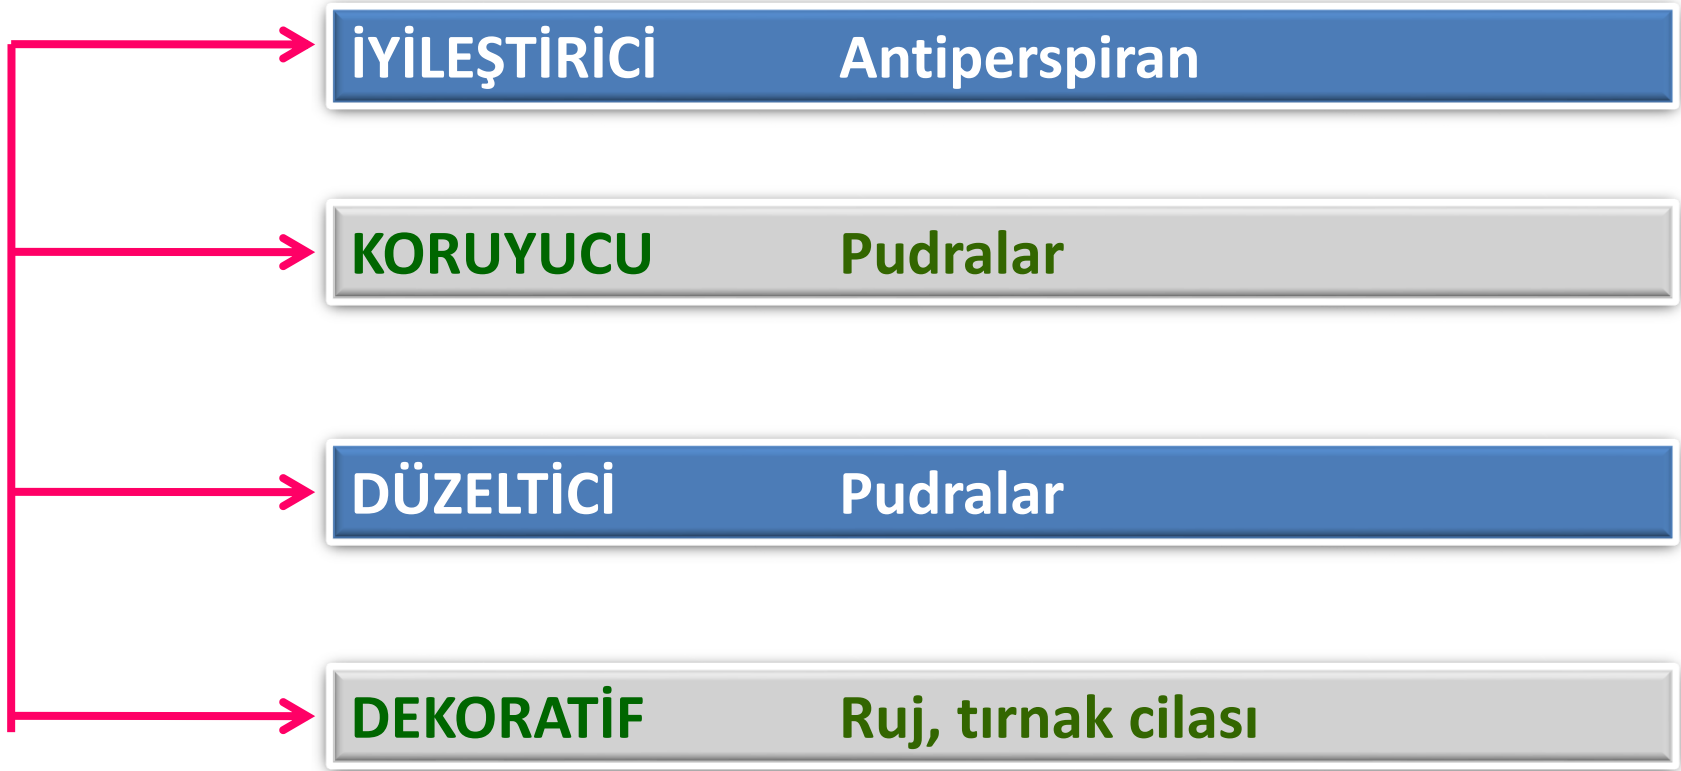 İYİLEŞTİRİCİ Antiperspiran
KORUYUCU Pudralar
DÜZELTİCİ Pudralar
DEKORATİF Ruj, tırnak cilası